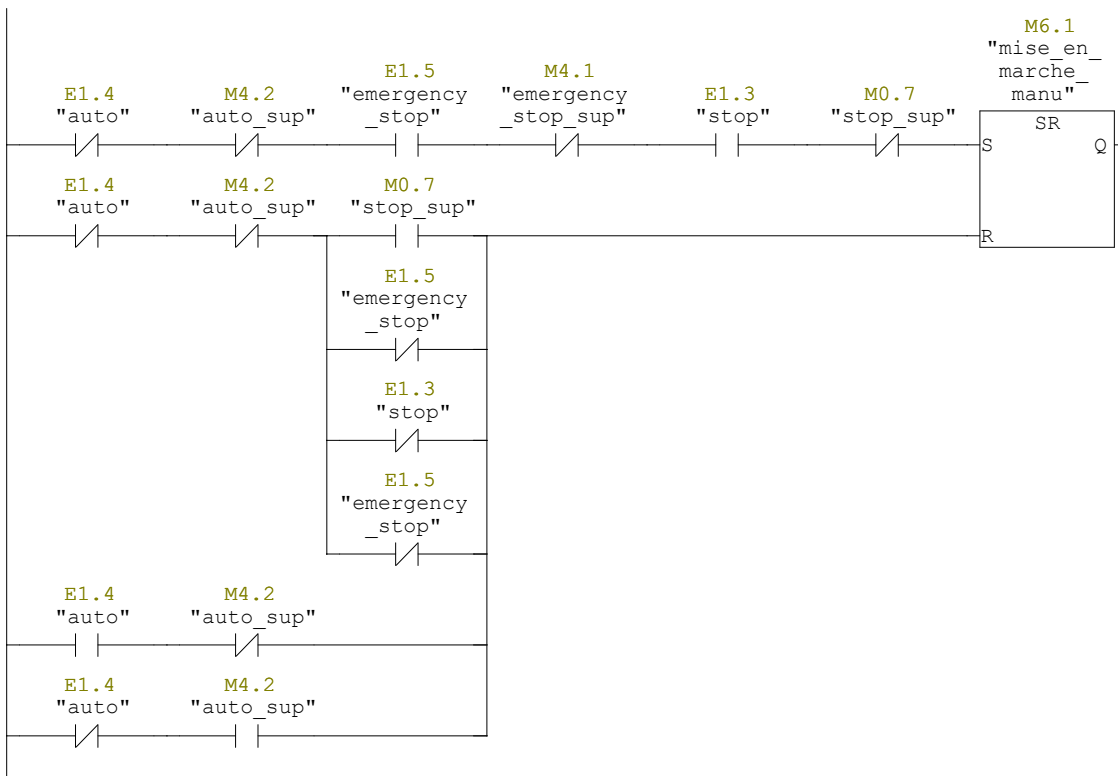 M6.1
"mise_en_
marche_
manu"
E1.4
"auto"
M4.2
"auto_sup"
E1.5
"emergency
_stop"
M4.1
"emergency
_stop_sup"
E1.3
"stop"
M0.7
"stop_sup"
SR
S
Q
E1.4
"auto"
M4.2
"auto_sup"
M0.7
"stop_sup"
R
E1.5
"emergency
_stop"
E1.3
"stop"
E1.5
"emergency
_stop"
E1.4
"auto"
M4.2
"auto_sup"
E1.4
"auto"
M4.2
"auto_sup"